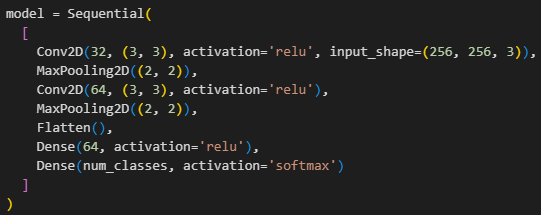 model = Sequential(
  [
    Conv2D(32, (3, 3), activation='relu', input_shape=(256, 256, 3)),
    MaxPooling2D((2, 2)),
    Conv2D(64, (3, 3), activation='relu'),
    MaxPooling2D((2, 2)),
    Flatten(),
    Dense(64, activation='relu'),
    Dense(num_classes, activation='softmax')
  ]
)